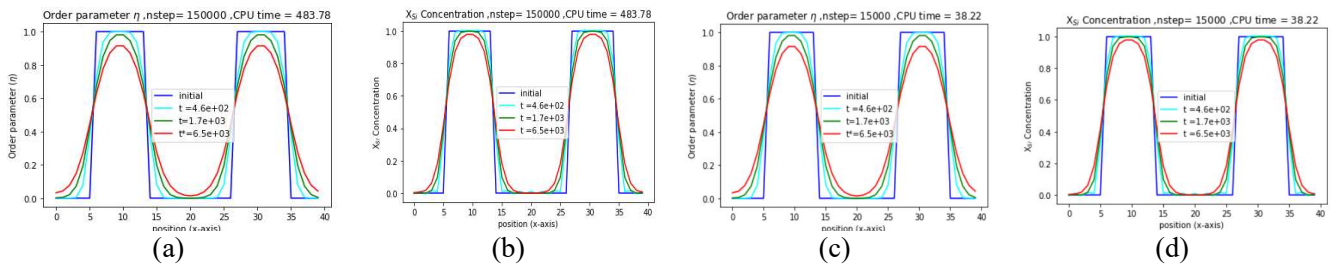 Order parameter η ,nstep= 150000 ,CPU time = 483.78
1.0
0.8
0.6
0.4
0.2
0.0
Order parameter (η)
initial
t =4.6e+02
t=1.7e+03
t*=6.5e+03
0 5 10 15 20 25 30 35 40
position (x-axis)
(a)
X_Si Concentration ,nstep= 150000 ,CPU time = 483.78
1.0
0.8
0.6
0.4
0.2
0.0
X_Si Concentration
initial
t =4.6e+02
t =1.7e+03
t =6.5e+03
0 5 10 15 20 25 30 35 40
position (x-axis)
(b)
Order parameter η ,nstep= 15000 ,CPU time = 38.22
1.0
0.8
0.6
0.4
0.2
0.0
Order parameter (η)
initial
t =4.6e+02
t=1.7e+03
t*=6.5e+03
0 5 10 15 20 25 30 35 40
position (x-axis)
(c)
X_Si Concentration ,nstep= 15000 ,CPU time = 38.22
1.0
0.8
0.6
0.4
0.2
0.0
X_Si Concentration
initial
t =4.6e+02
t =1.7e+03
t =6.5e+03
0 5 10 15 20 25 30 35 40
position (x-axis)
(d)